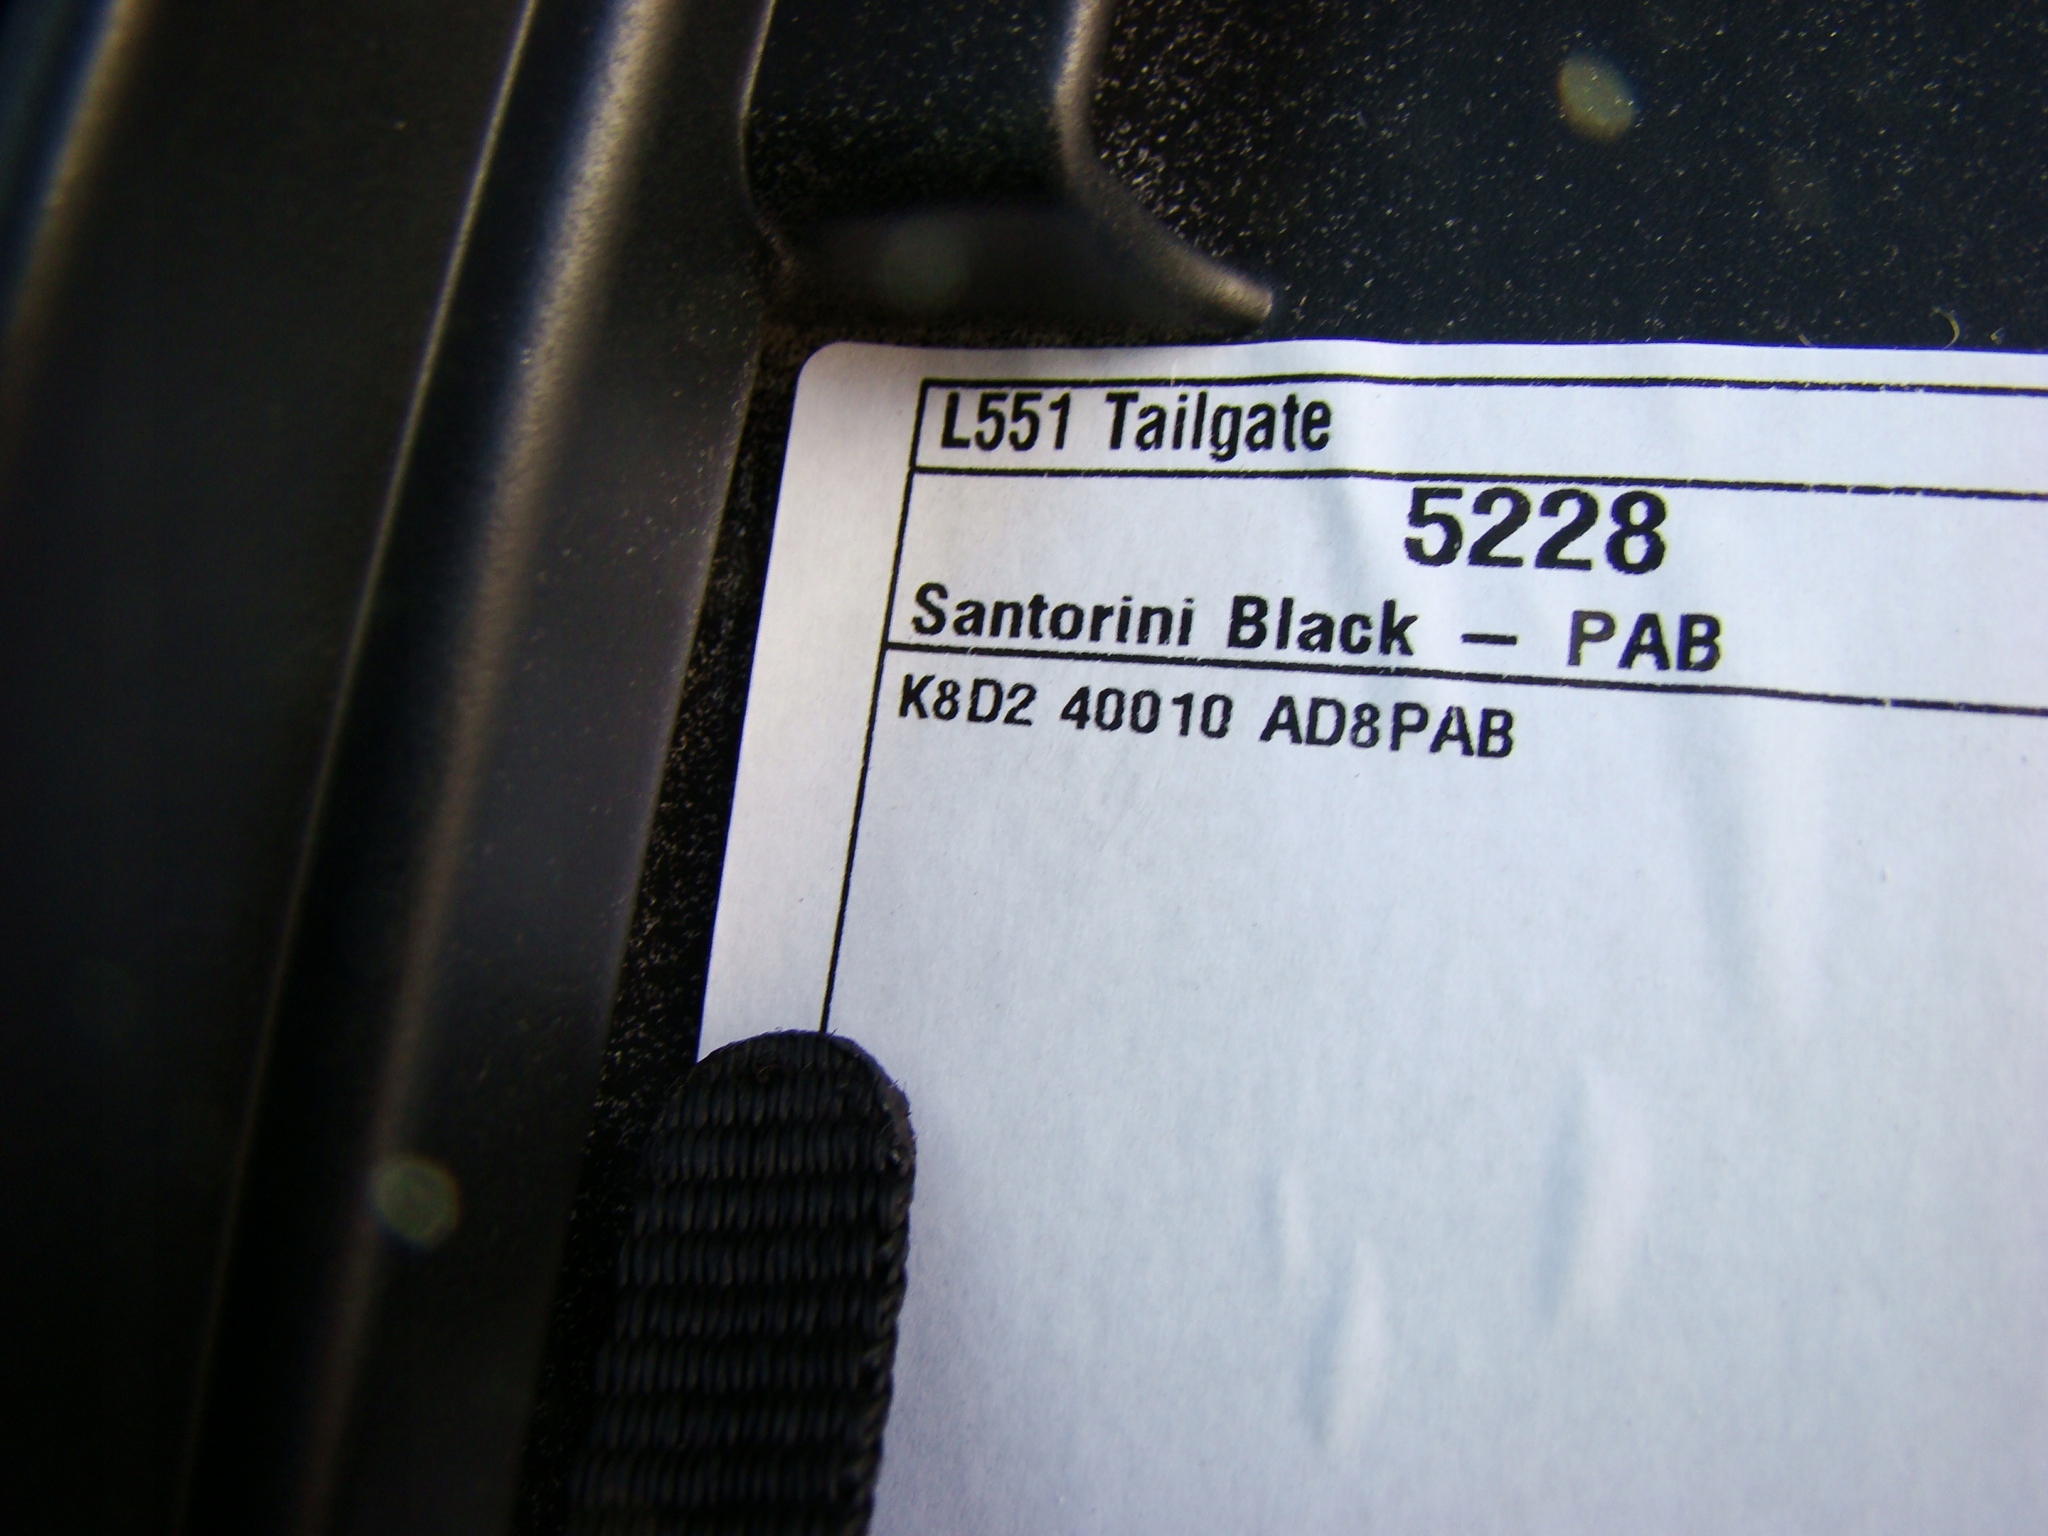 L551 Tailgate
5228
Santorini Black – PAB
K8D2 40010 AD8PAB